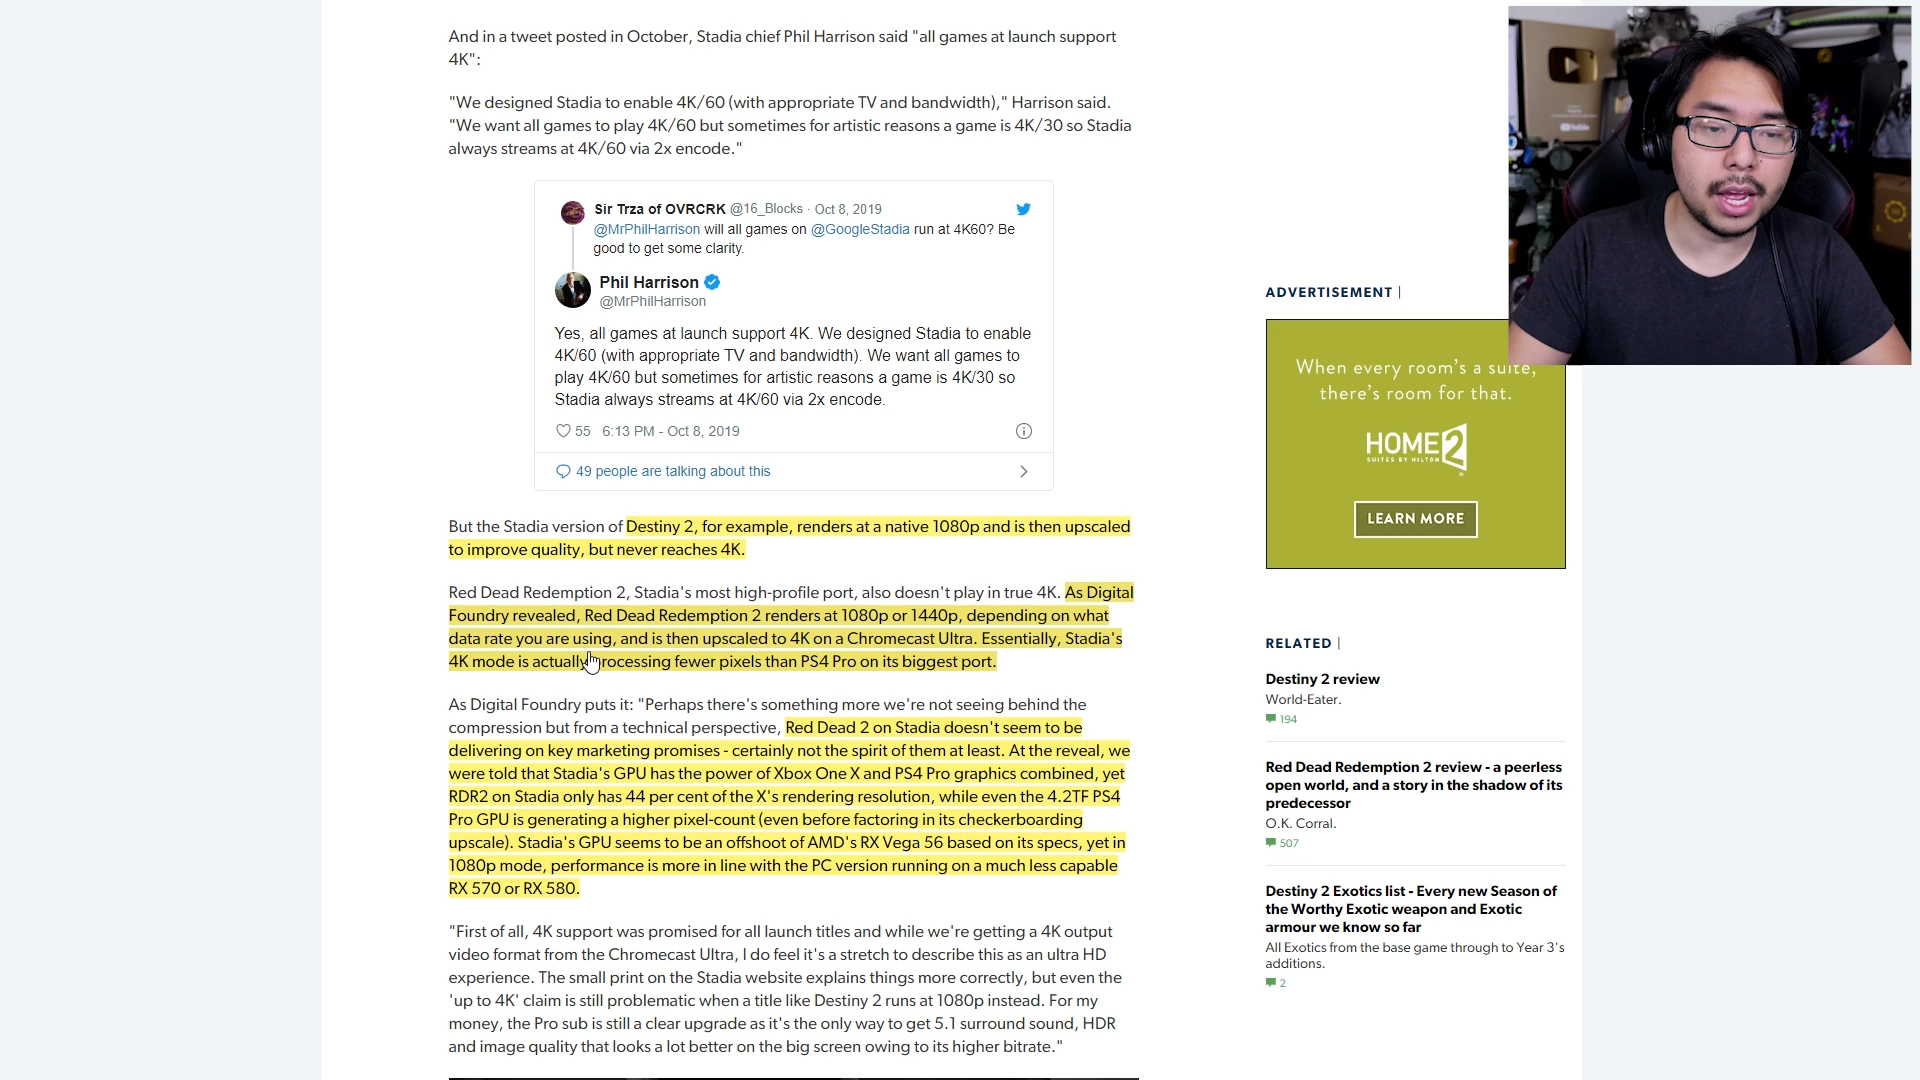 And in a tweet posted in October, Stadia chief Phil Harrison said "all games at launch support
4K":
"We designed Stadia to enable 4K/60 (with appropriate TV and bandwidth)," Harrison said.
"We want all games to play 4K/60 but sometimes for artistic reasons a game is 4K/30 so Stadia
always streams at 4K/60 via 2x encode."
Sir Trza of OVRCRK @16_Blocks · Oct 8, 2019
@MrPhilHarrison will all games on @GoogleStadia run at 4K60? Be
good to get some clarity.
Phil Harrison
@MrPhilHarrison
Yes, all games at launch support 4K. We designed Stadia to enable
4K/60 (with appropriate TV and bandwidth). We want all games to
play 4K/60 but sometimes for artistic reasons a game is 4K/30 so
Stadia always streams at 4K/60 via 2x encode.
55 6:13 PM - Oct 8, 2019
49 people are talking about this
But the Stadia version of Destiny 2, for example, renders at a native 1080p and is then upscaled
to improve quality, but never reaches 4K.
Red Dead Redemption 2, Stadia's most high-profile port, also doesn't play in true 4K. As Digital
Foundry revealed, Red Dead Redemption 2 renders at 1080p or 1440p, depending on what
data rate you are using, and is then upscaled to 4K on a Chromecast Ultra. Essentially, Stadia's
4K mode is actually processing fewer pixels than PS4 Pro on its biggest port.
As Digital Foundry puts it: "Perhaps there's something more we're not seeing behind the
compression but from a technical perspective, Red Dead 2 on Stadia doesn't seem to be
delivering on key marketing promises - certainly not the spirit of them at least. At the reveal, we
were told that Stadia's GPU has the power of Xbox One X and PS4 Pro graphics combined, yet
RDR2 on Stadia only has 44 per cent of the X's rendering resolution, while even the 4.2TF PS4
Pro GPU is generating a higher pixel-count (even before factoring in its checkerboarding
upscale). Stadia's GPU seems to be an offshoot of AMD's RX Vega 56 based on its specs, yet in
1080p mode, performance is more in line with the PC version running on a much less capable
RX 570 or RX 580.
"First of all, 4K support was promised for all launch titles and while we're getting a 4K output
video format from the Chromecast Ultra, I do feel it's a stretch to describe this as an ultra HD
experience. The small print on the Stadia website explains things more correctly, but even the
'up to 4K' claim is still problematic when a title like Destiny 2 runs at 1080p instead. For my
money, the Pro sub is still a clear upgrade as it's the only way to get 5.1 surround sound, HDR
and image quality that looks a lot better on the big screen owing to its higher bitrate."
ADVERTISEMENT |
When every room's a suite,
there's room for that.
HOME2
SUITES BY HILTON
LEARN MORE
RELATED |
Destiny 2 review
World-Eater.
194
Red Dead Redemption 2 review - a peerless
open world, and a story in the shadow of its
predecessor
O.K. Corral.
507
Destiny 2 Exotics list - Every new Season of
the Worthy Exotic weapon and Exotic
armour we know so far
All Exotics from the base game through to Year 3's
additions.
2